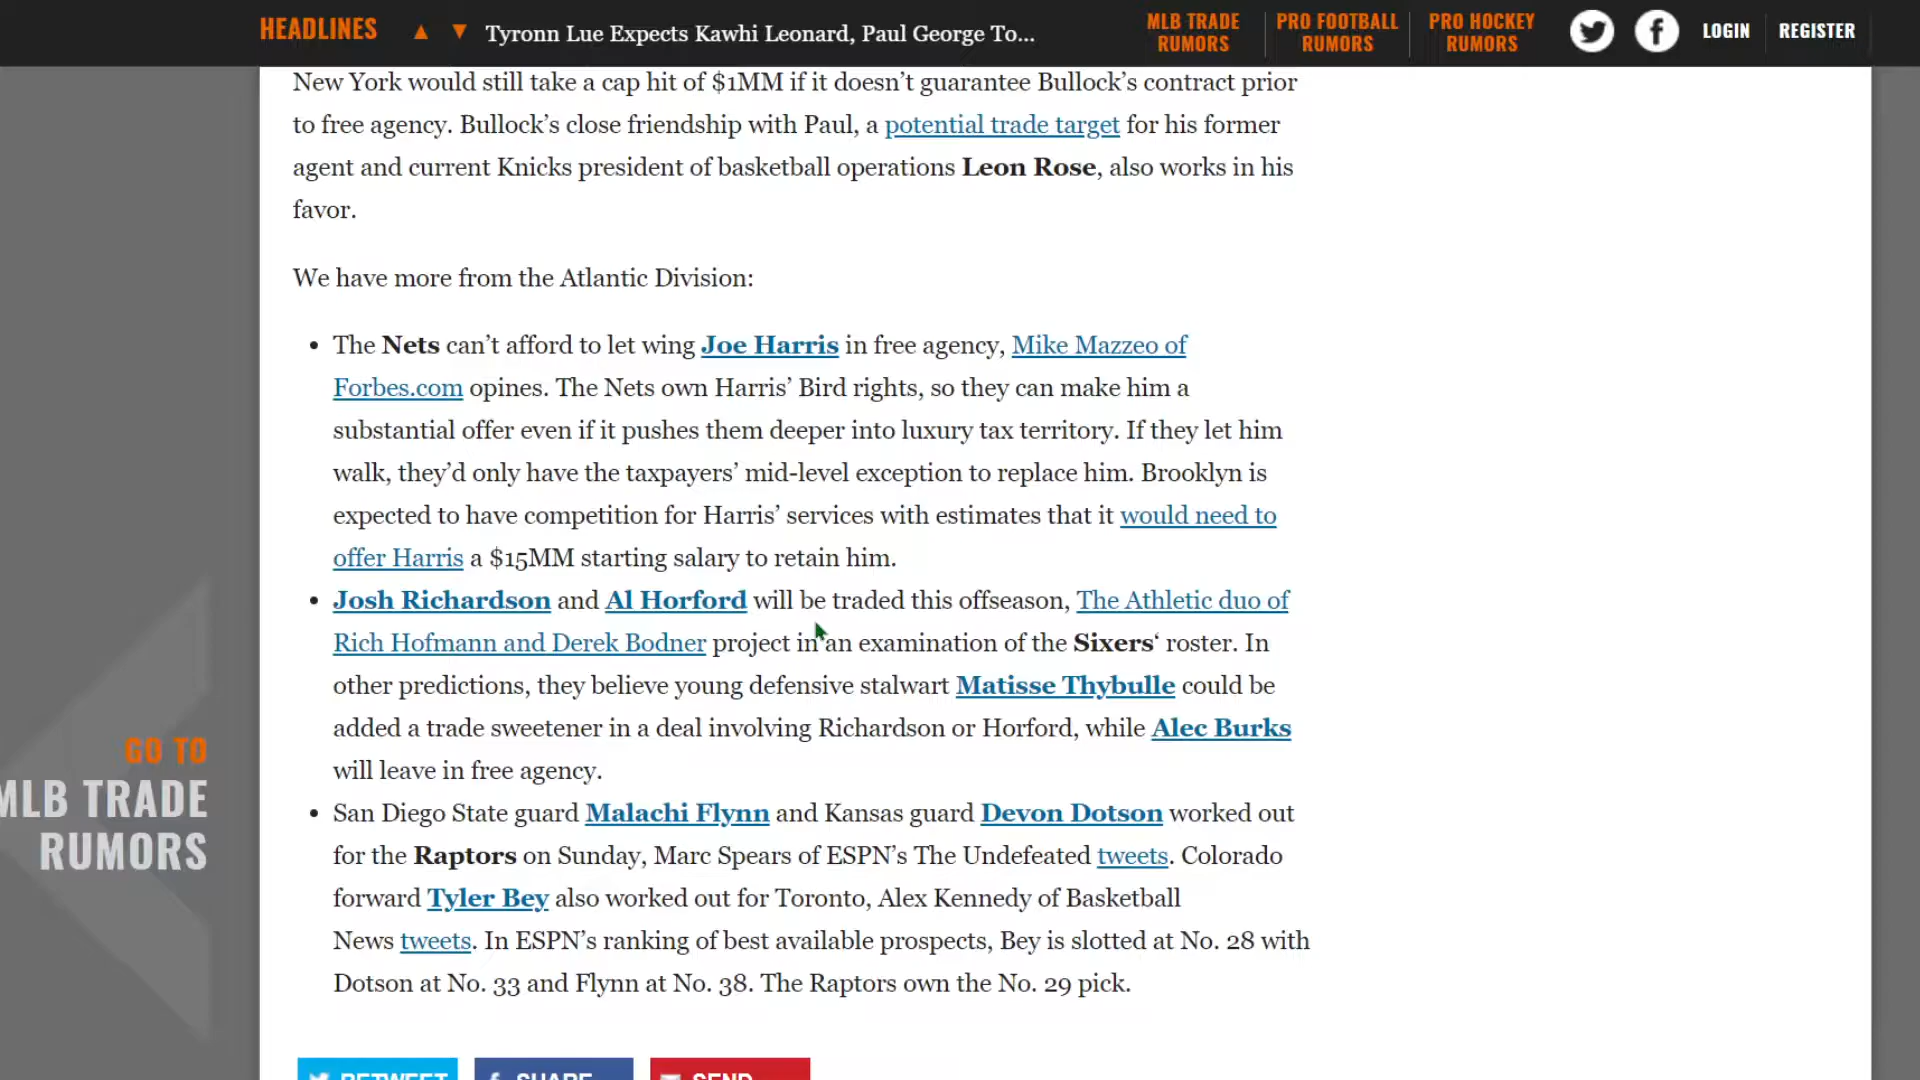 HEADLINES ▲ ▼ Tyronn Lue Expects Kawhi Leonard, Paul George To...
MLB TRADE RUMORS
PRO FOOTBALL RUMORS
PRO HOCKEY RUMORS
LOGIN
REGISTER
New York would still take a cap hit of $1MM if it doesn’t guarantee Bullock’s contract prior
to free agency. Bullock’s close friendship with Paul, a potential trade target for his former
agent and current Knicks president of basketball operations Leon Rose, also works in his
favor.
We have more from the Atlantic Division:
• The Nets can’t afford to let wing Joe Harris in free agency, Mike Mazzeo of
Forbes.com opines. The Nets own Harris’ Bird rights, so they can make him a
substantial offer even if it pushes them deeper into luxury tax territory. If they let him
walk, they’d only have the taxpayers’ mid-level exception to replace him. Brooklyn is
expected to have competition for Harris’ services with estimates that it would need to
offer Harris a $15MM starting salary to retain him.
• Josh Richardson and Al Horford will be traded this offseason, The Athletic duo of
Rich Hofmann and Derek Bodner project in an examination of the Sixers‘ roster. In
other predictions, they believe young defensive stalwart Matisse Thybulle could be
added a trade sweetener in a deal involving Richardson or Horford, while Alec Burks
will leave in free agency.
• San Diego State guard Malachi Flynn and Kansas guard Devon Dotson worked out
for the Raptors on Sunday, Marc Spears of ESPN’s The Undefeated tweets. Colorado
forward Tyler Bey also worked out for Toronto, Alex Kennedy of Basketball
News tweets. In ESPN’s ranking of best available prospects, Bey is slotted at No. 28 with
Dotson at No. 33 and Flynn at No. 38. The Raptors own the No. 29 pick.
GO TO
MLB TRADE
RUMORS
RETWEET
SHARE
SEND